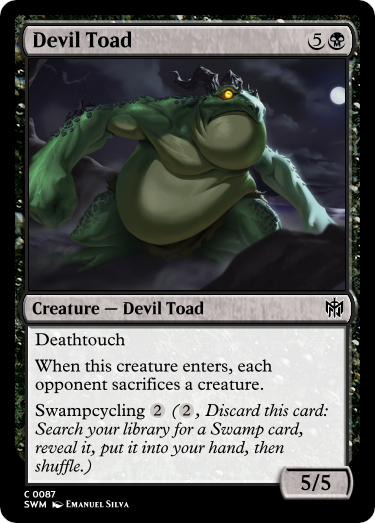 Devil Toad 5
Creature — Devil Toad
Deathtouch
When this creature enters, each
opponent sacrifices a creature.
Swampcycling 2 (2, Discard this card:
Search your library for a Swamp card,
reveal it, put it into your hand, then
shuffle.)
5/5
C 0087
SWM Emanuel Silva